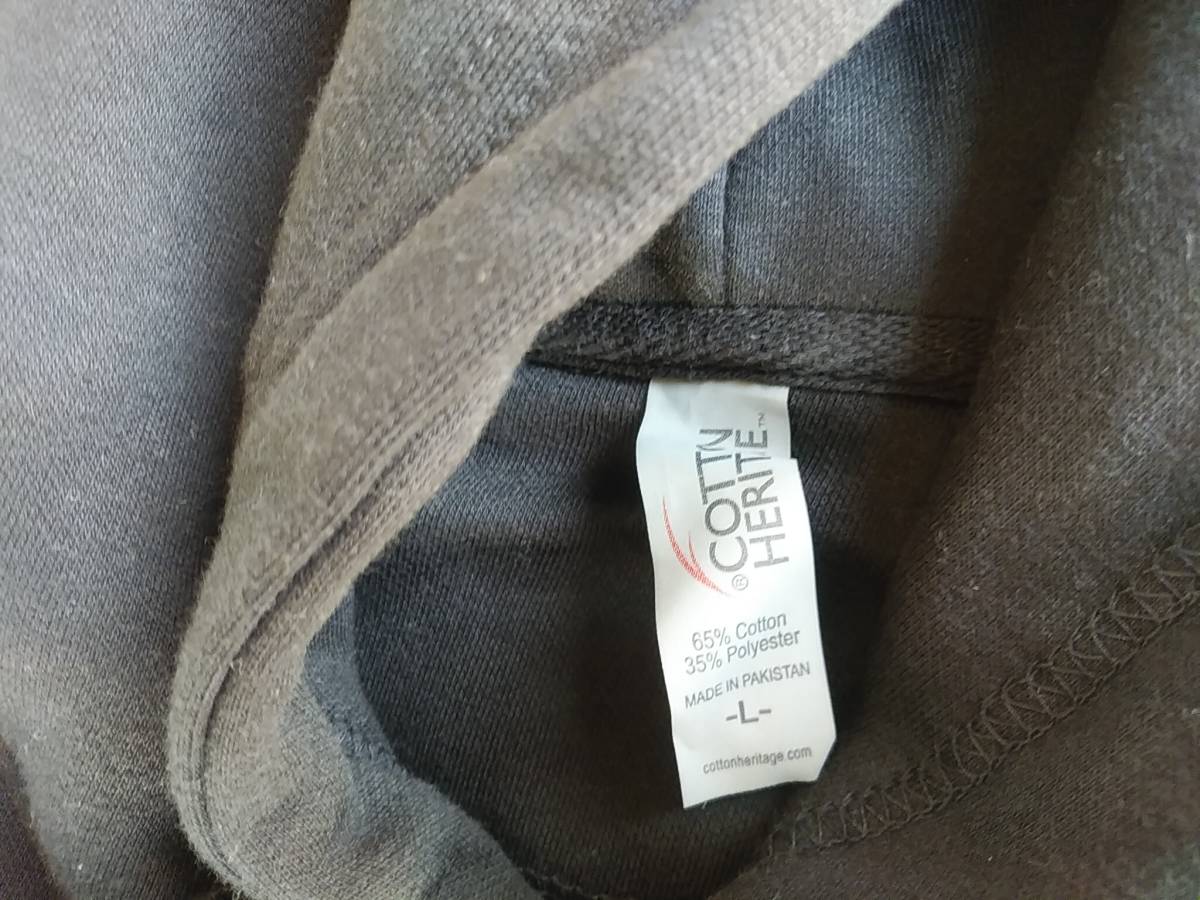 COTTN
HERITE™
®
65% Cotton
35% Polyester
MADE IN PAKISTAN
-L-
cottonheritage.com